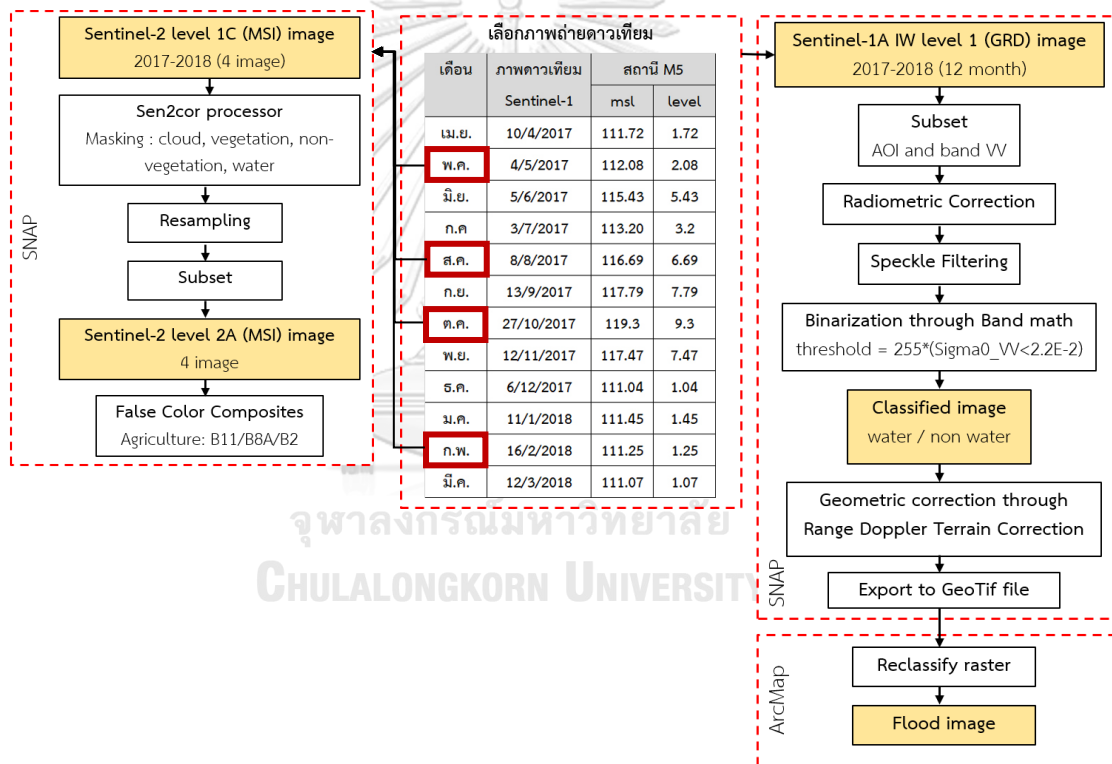 Sentinel-2 level 1C (MSI) image
2017-2018 (4 image)
Sen2cor processor
Masking : cloud, vegetation, non-
vegetation, water
Resampling
Subset
Sentinel-2 level 2A (MSI) image
4 image
False Color Composites
Agriculture: B11/B8A/B2
SNAP
เลือกภาพถ่ายดาวเทียม
เดือน ภาพดาวเทียม สถานี M5
Sentinel-1 msl level
เม.ย. 10/4/2017 111.72 1.72
พ.ค. 4/5/2017 112.08 2.08
มิ.ย. 5/6/2017 115.43 5.43
ก.ค 3/7/2017 113.20 3.2
ส.ค. 8/8/2017 116.69 6.69
ก.ย. 13/9/2017 117.79 7.79
ต.ค. 27/10/2017 119.3 9.3
พ.ย. 12/11/2017 117.47 7.47
ธ.ค. 6/12/2017 111.04 1.04
ม.ค. 11/1/2018 111.45 1.45
ก.พ. 16/2/2018 111.25 1.25
มี.ค. 12/3/2018 111.07 1.07
จุฬาลงกรณ์มหาวิทยาลัย
CHULALONGKORN UNIVERSITY
Sentinel-1A IW level 1 (GRD) image
2017-2018 (12 month)
Subset
AOI and band VV
Radiometric Correction
Speckle Filtering
Binarization through Band math
threshold = 255*(Sigma0_VV<2.2E-2)
Classified image
water / non water
Geometric correction through
Range Doppler Terrain Correction
Export to GeoTif file
SNAP
Reclassify raster
Flood image
ArcMap